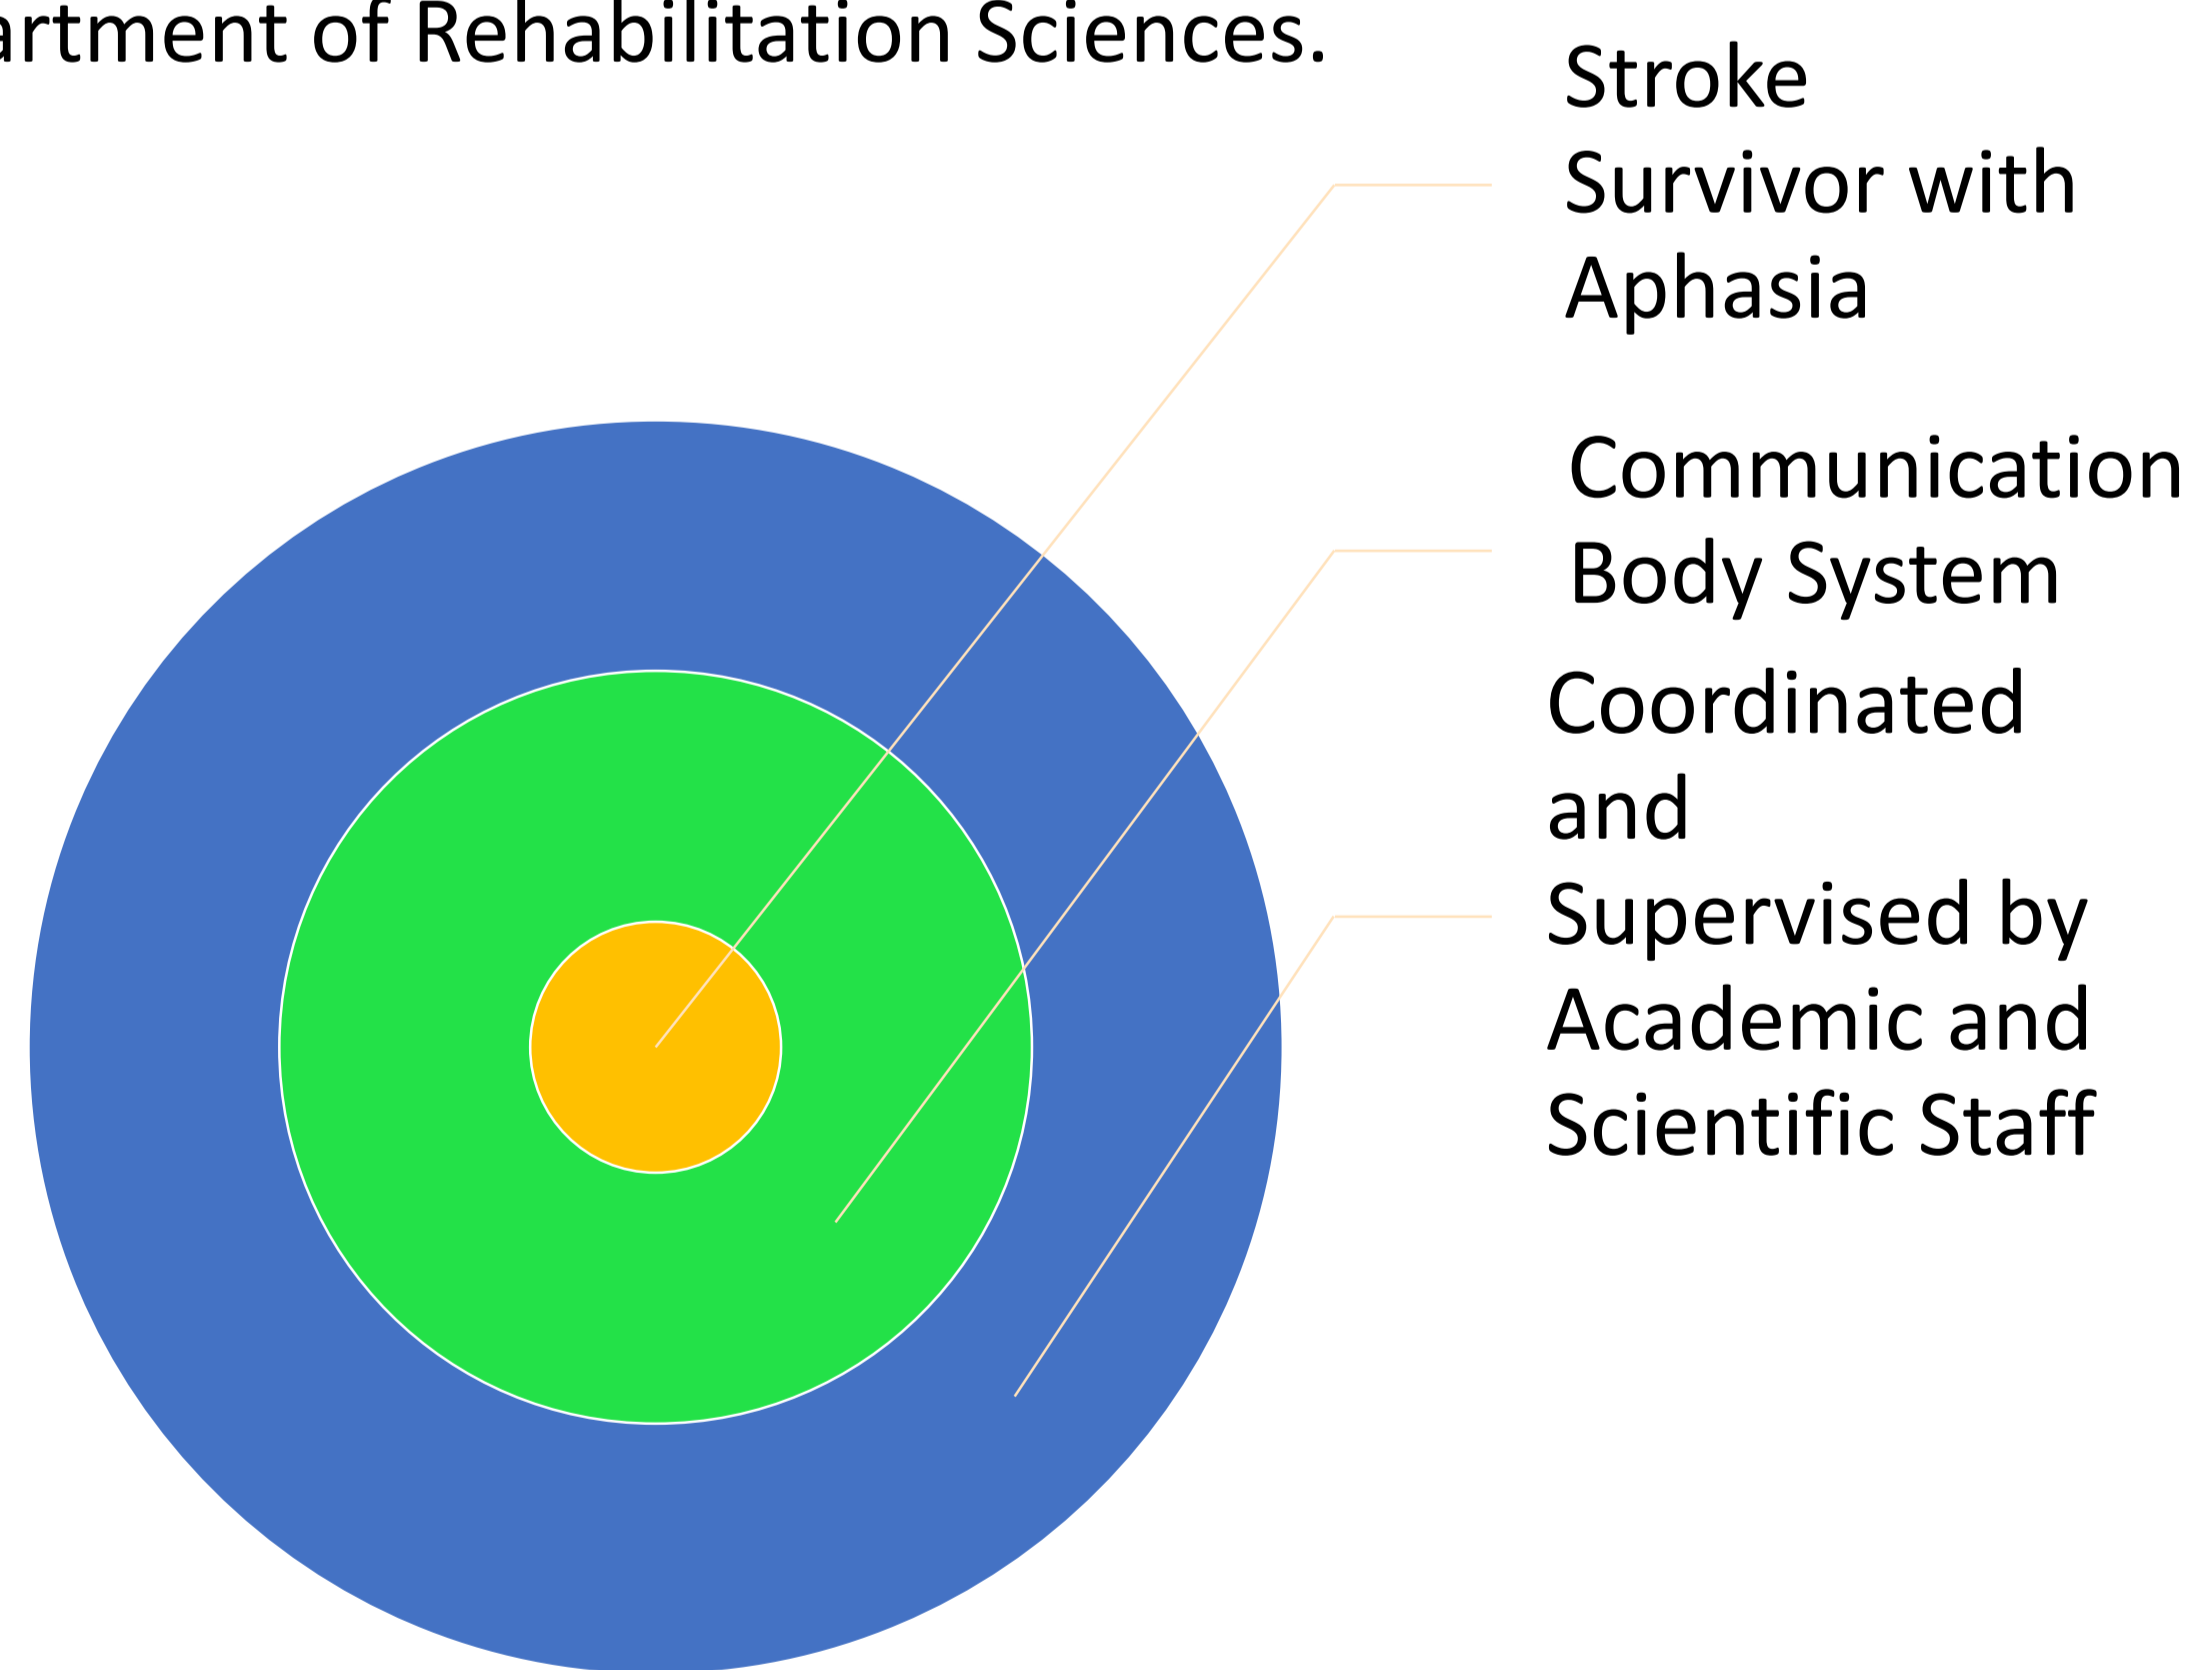 artment of Rehabilitation Sciences.
Stroke
Survivor with
Aphasia
Communication
Body System
Coordinated
and
Supervised by
Academic and
Scientific Staff